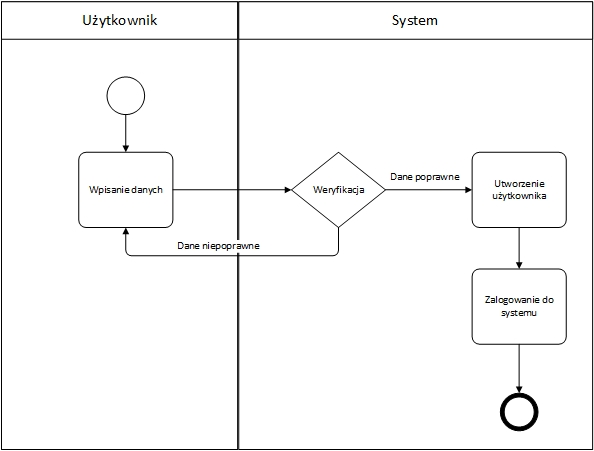 Użytkownik
System
Wpisanie danych
Weryfikacja
Dane poprawne
Utworzenie
użytkownika
Dane niepoprawne
Zalogowanie do
systemu